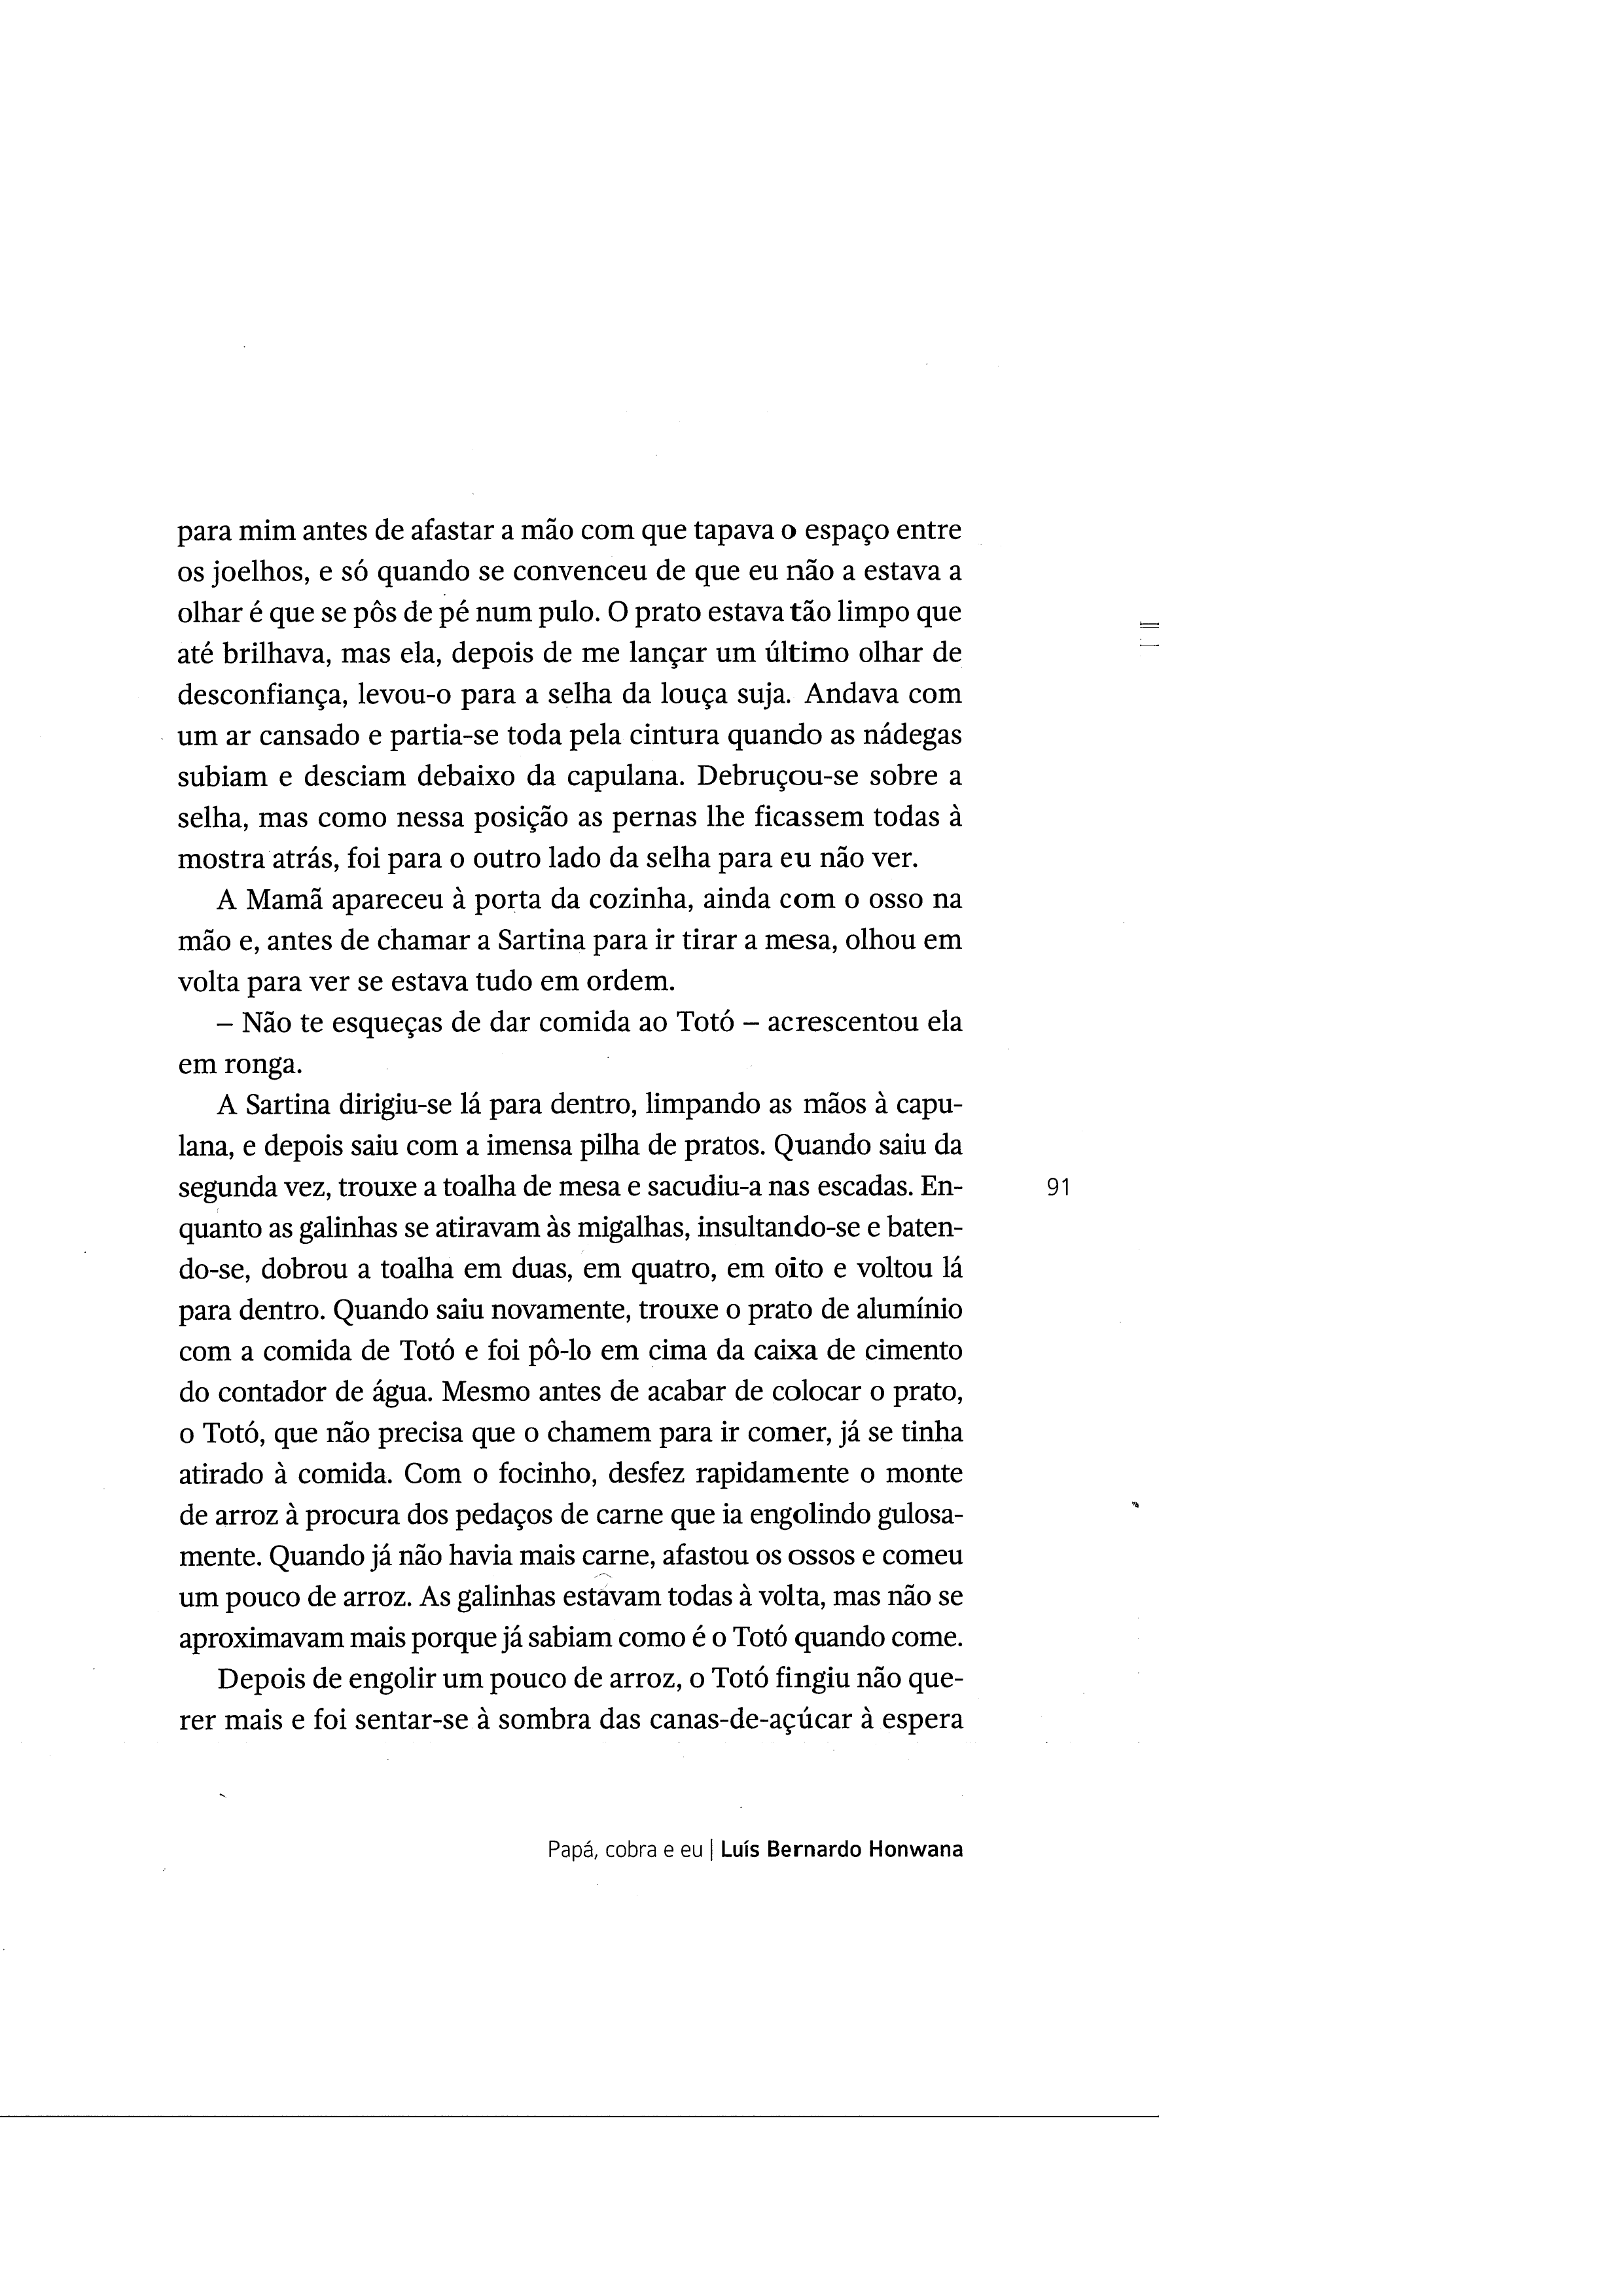 para mim antes de afastar a mão com que tapava o espaço entre
os joelhos, e só quando se convenceu de que eu não a estava a
olhar é que se pôs de pé num pulo. O prato estava tão limpo que
até brilhava, mas ela, depois de me lançar um último olhar de
desconfiança, levou-o para a selha da louça suja. Andava com
um ar cansado e partia-se toda pela cintura quando as nádegas
subiam e desciam debaixo da capulana. Debruçou-se sobre a
selha, mas como nessa posição as pernas lhe ficassem todas à
mostra atrás, foi para o outro lado da selha para eu não ver.
A Mamã apareceu à porta da cozinha, ainda com o osso na
mão e, antes de chamar a Sartina para ir tirar a mesa, olhou em
volta para ver se estava tudo em ordem.
– Não te esqueças de dar comida ao Totó – acrescentou ela
em ronga.
A Sartina dirigiu-se lá para dentro, limpando as mãos à capu-
lana, e depois saiu com a imensa pilha de pratos. Quando saiu da
segunda vez, trouxe a toalha de mesa e sacudiu-a nas escadas. En-
quanto as galinhas se atiravam às migalhas, insultando-se e baten-
do-se, dobrou a toalha em duas, em quatro, em oito e voltou lá
para dentro. Quando saiu novamente, trouxe o prato de alumínio
com a comida de Totó e foi pô-lo em cima da caixa de cimento
do contador de água. Mesmo antes de acabar de colocar o prato,
o Totó, que não precisa que o chamem para ir comer, já se tinha
atirado à comida. Com o focinho, desfez rapidamente o monte
de arroz à procura dos pedaços de carne que ia engolindo gulosa-
mente. Quando já não havia mais carne, afastou os ossos e comeu
um pouco de arroz. As galinhas estavam todas à volta, mas não se
aproximavam mais porque já sabiam como é o Totó quando come.
Depois de engolir um pouco de arroz, o Totó fingiu não que-
rer mais e foi sentar-se à sombra das canas-de-açúcar à espera
91
Papá, cobra e eu | Luís Bernardo Honwana